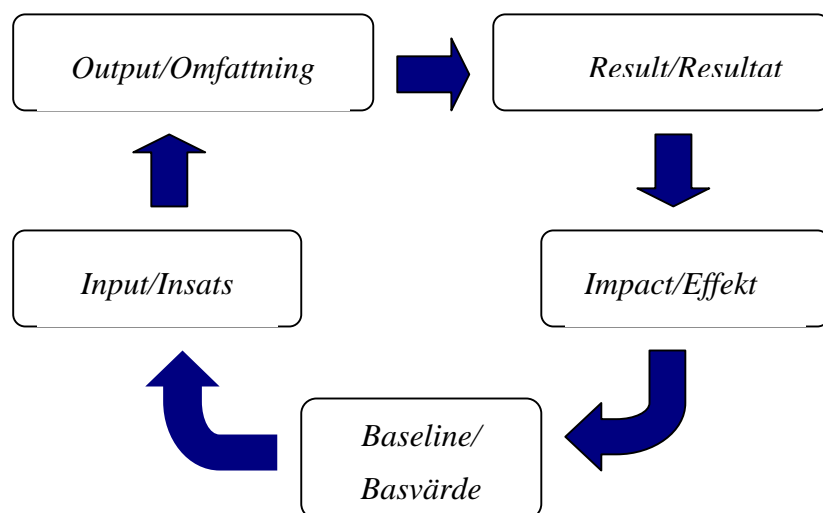 Output/Omfattning
Result/Resultat
Input/Insats
Impact/Effekt
Baseline/
Basvärde